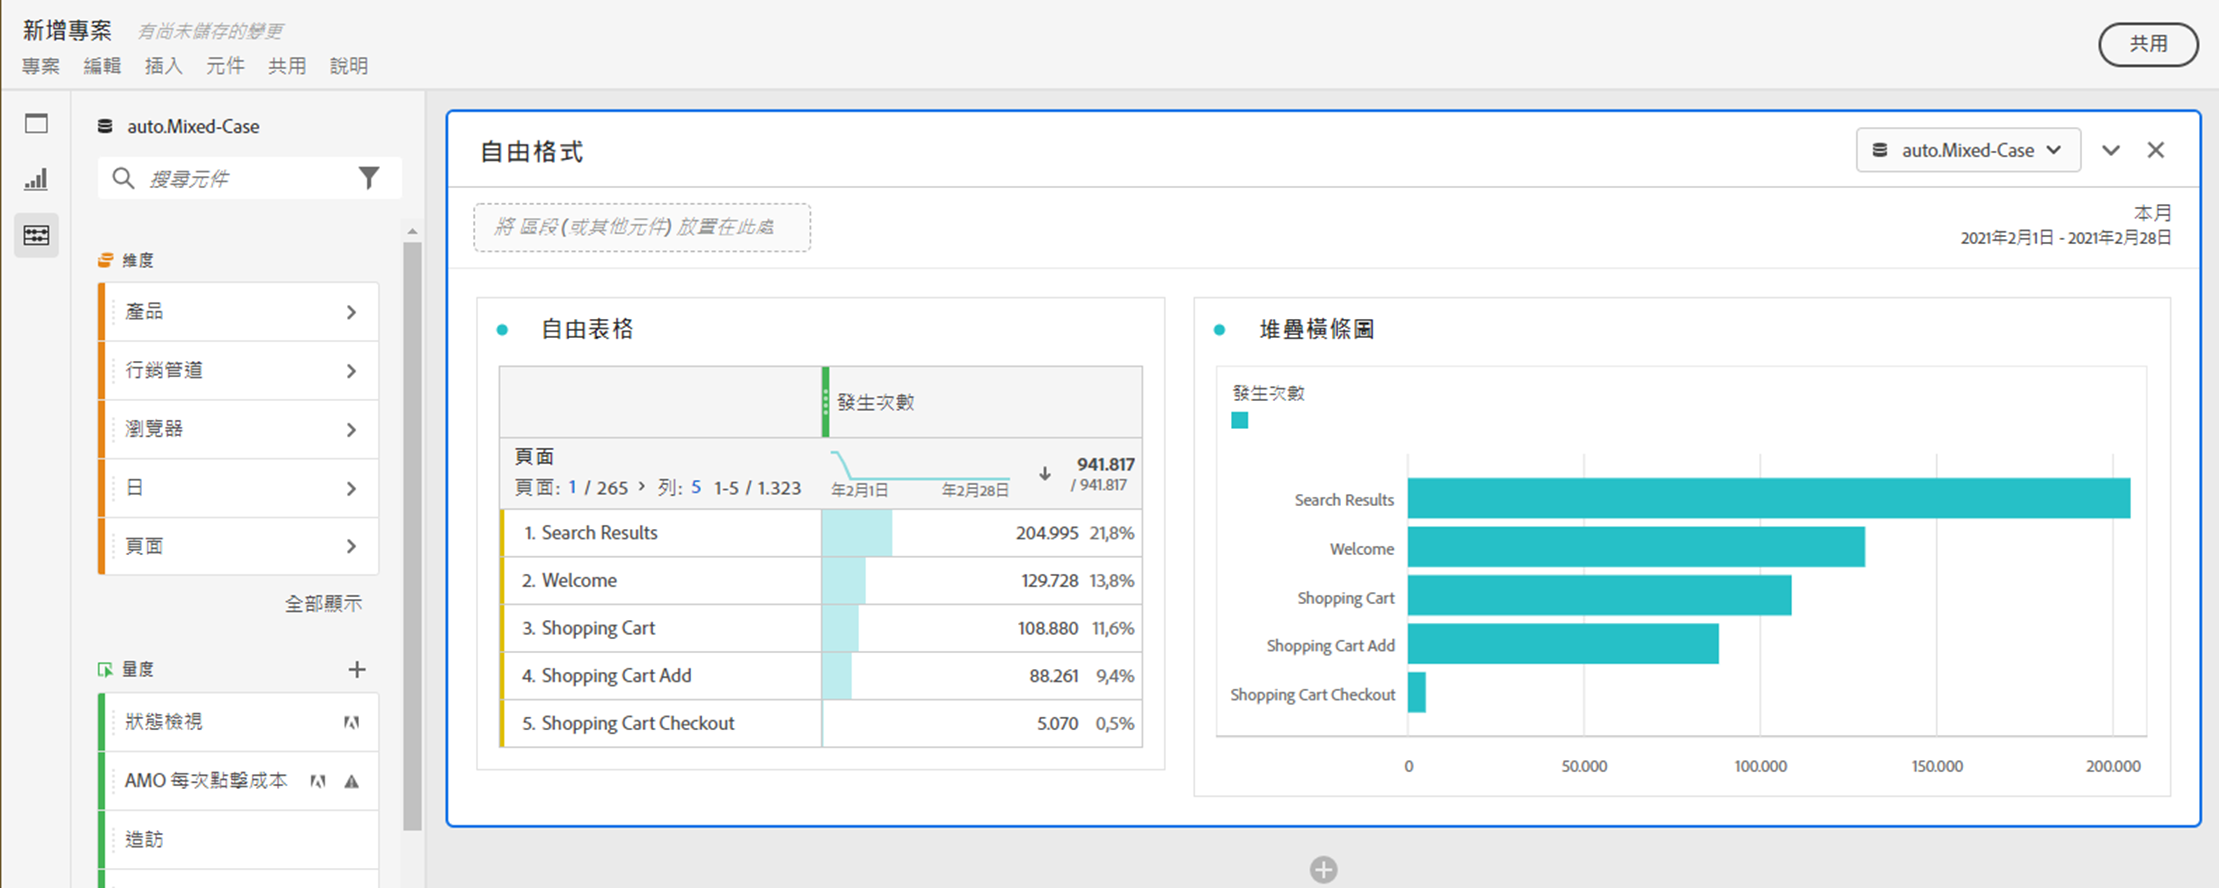 新增專案 有尚未儲存的變更
專案 編輯 插入 元件 共用 說明
共用
auto.Mixed-Case
搜尋元件
維度
產品
行銷管道
瀏覽器
日
頁面
全部顯示
量度
狀態檢視
AMO 每次點擊成本
造訪
自由格式
auto.Mixed-Case
將 區段 (或其他元件) 放置在此處
本月
2021年2月1日 - 2021年2月28日
自由表格
發生次數
頁面
頁面: 1 / 265 > 列: 5 1-5 / 1.323
年2月1日 年2月28日
941.817
/ 941.817
1. Search Results 204.995 21,8%
2. Welcome 129.728 13,8%
3. Shopping Cart 108.880 11,6%
4. Shopping Cart Add 88.261 9,4%
5. Shopping Cart Checkout 5.070 0,5%
堆疊橫條圖
發生次數
Search Results
Welcome
Shopping Cart
Shopping Cart Add
Shopping Cart Checkout
0 50.000 100.000 150.000 200.000